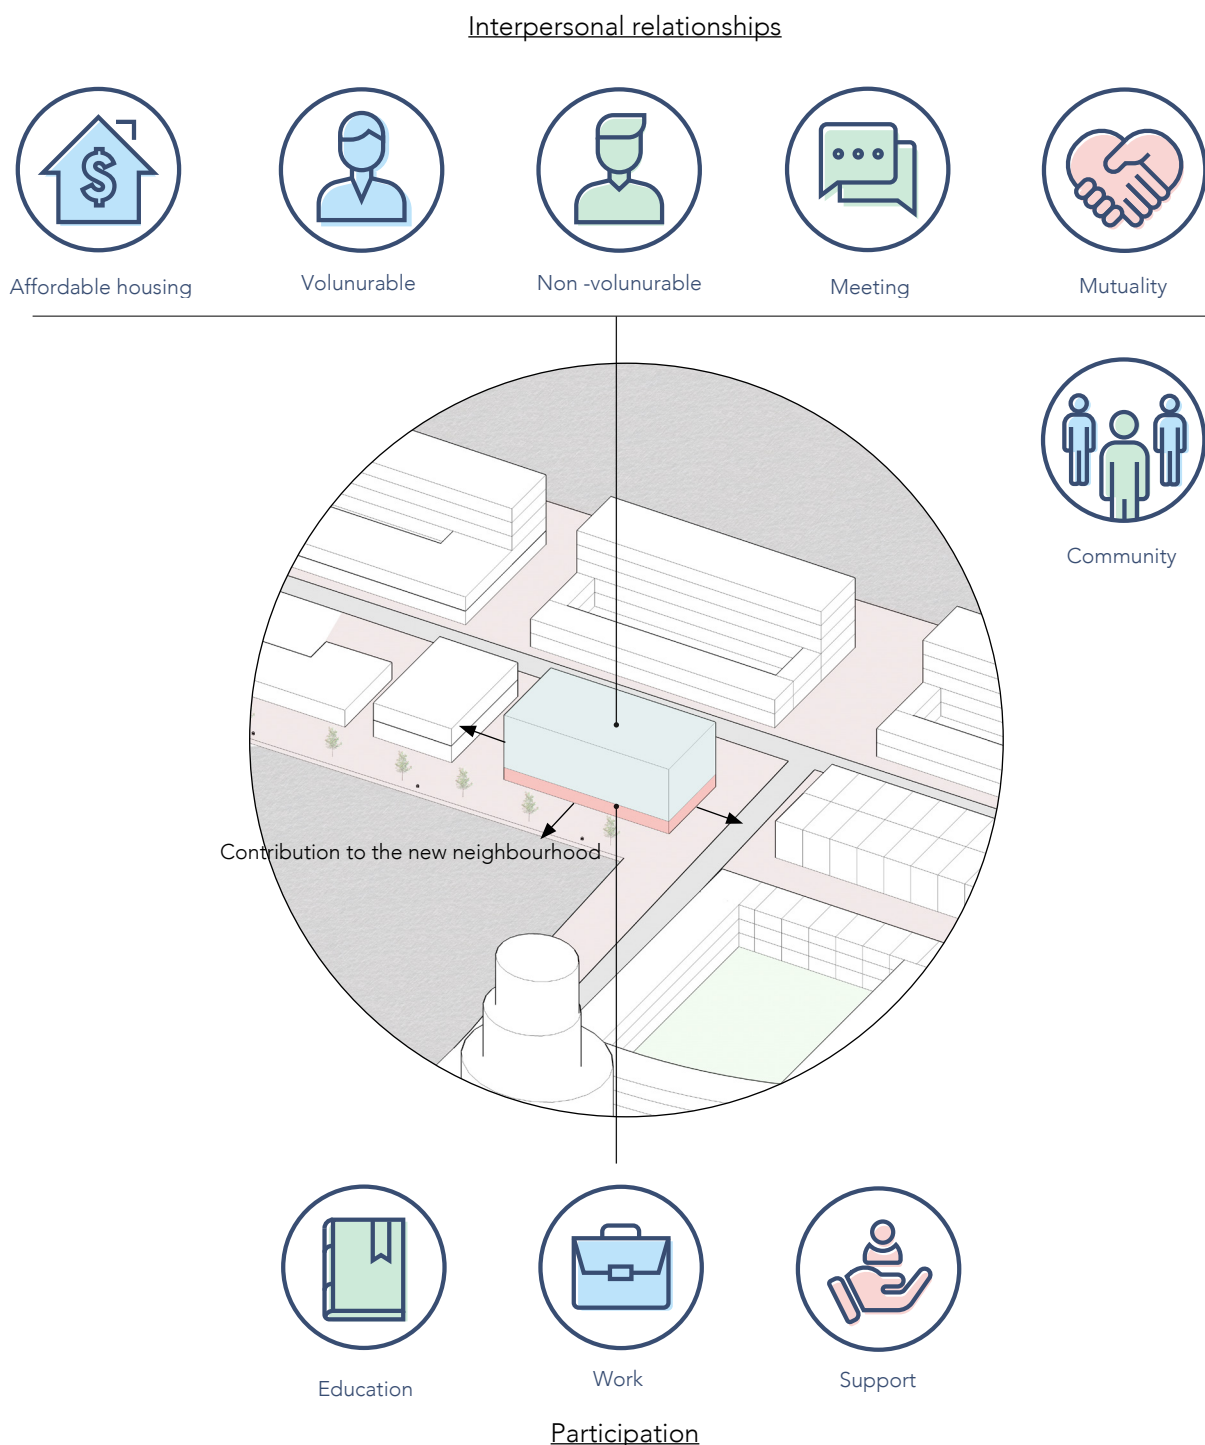 Interpersonal relationships
$
Affordable housing
Volunurable
Non -volunurable
Meeting
Mutuality
Community
Contribution to the new neighbourhood
Education
Work
Support
Participation